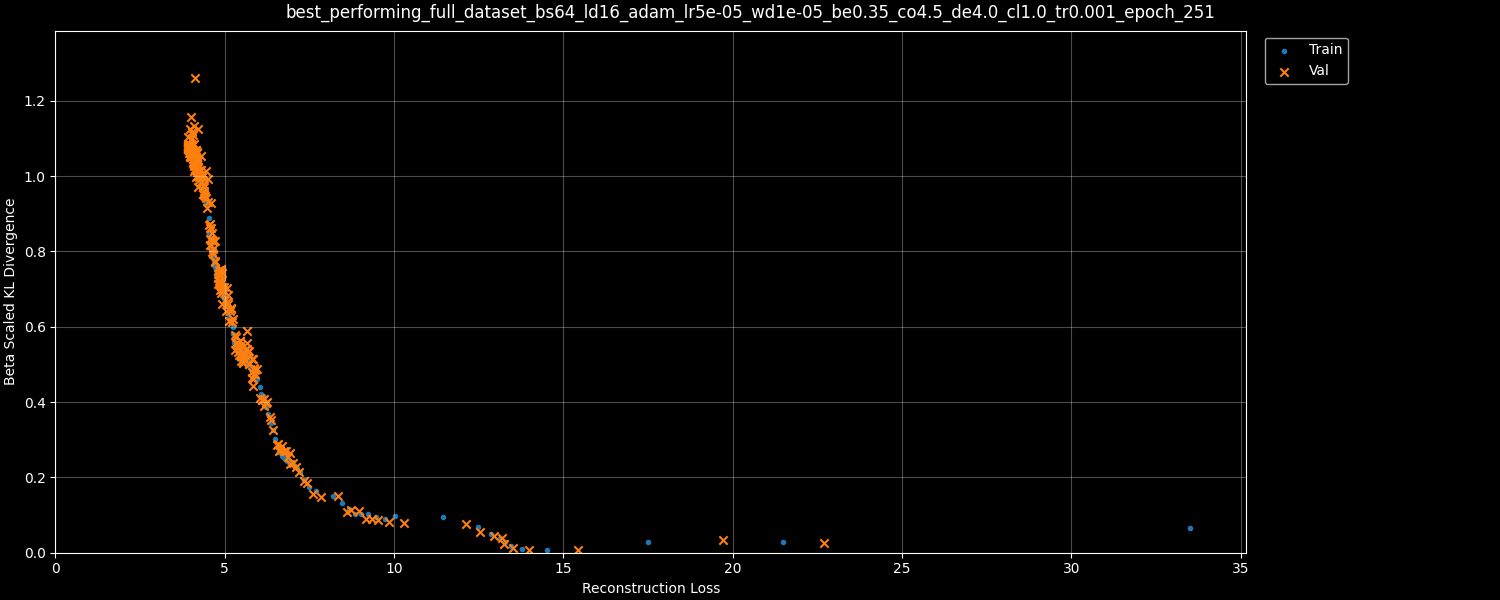 best_performing_full_dataset_bs64_ld16_adam_lr5e-05_wd1e-05_be0.35_co4.5_de4.0_cl1.0_tr0.001_epoch_251
Train
Val
1.2
1.0
0.8
0.6
0.4
0.2
0.0
Beta Scaled KL Divergence
0 5 10 15 20 25 30 35
Reconstruction Loss